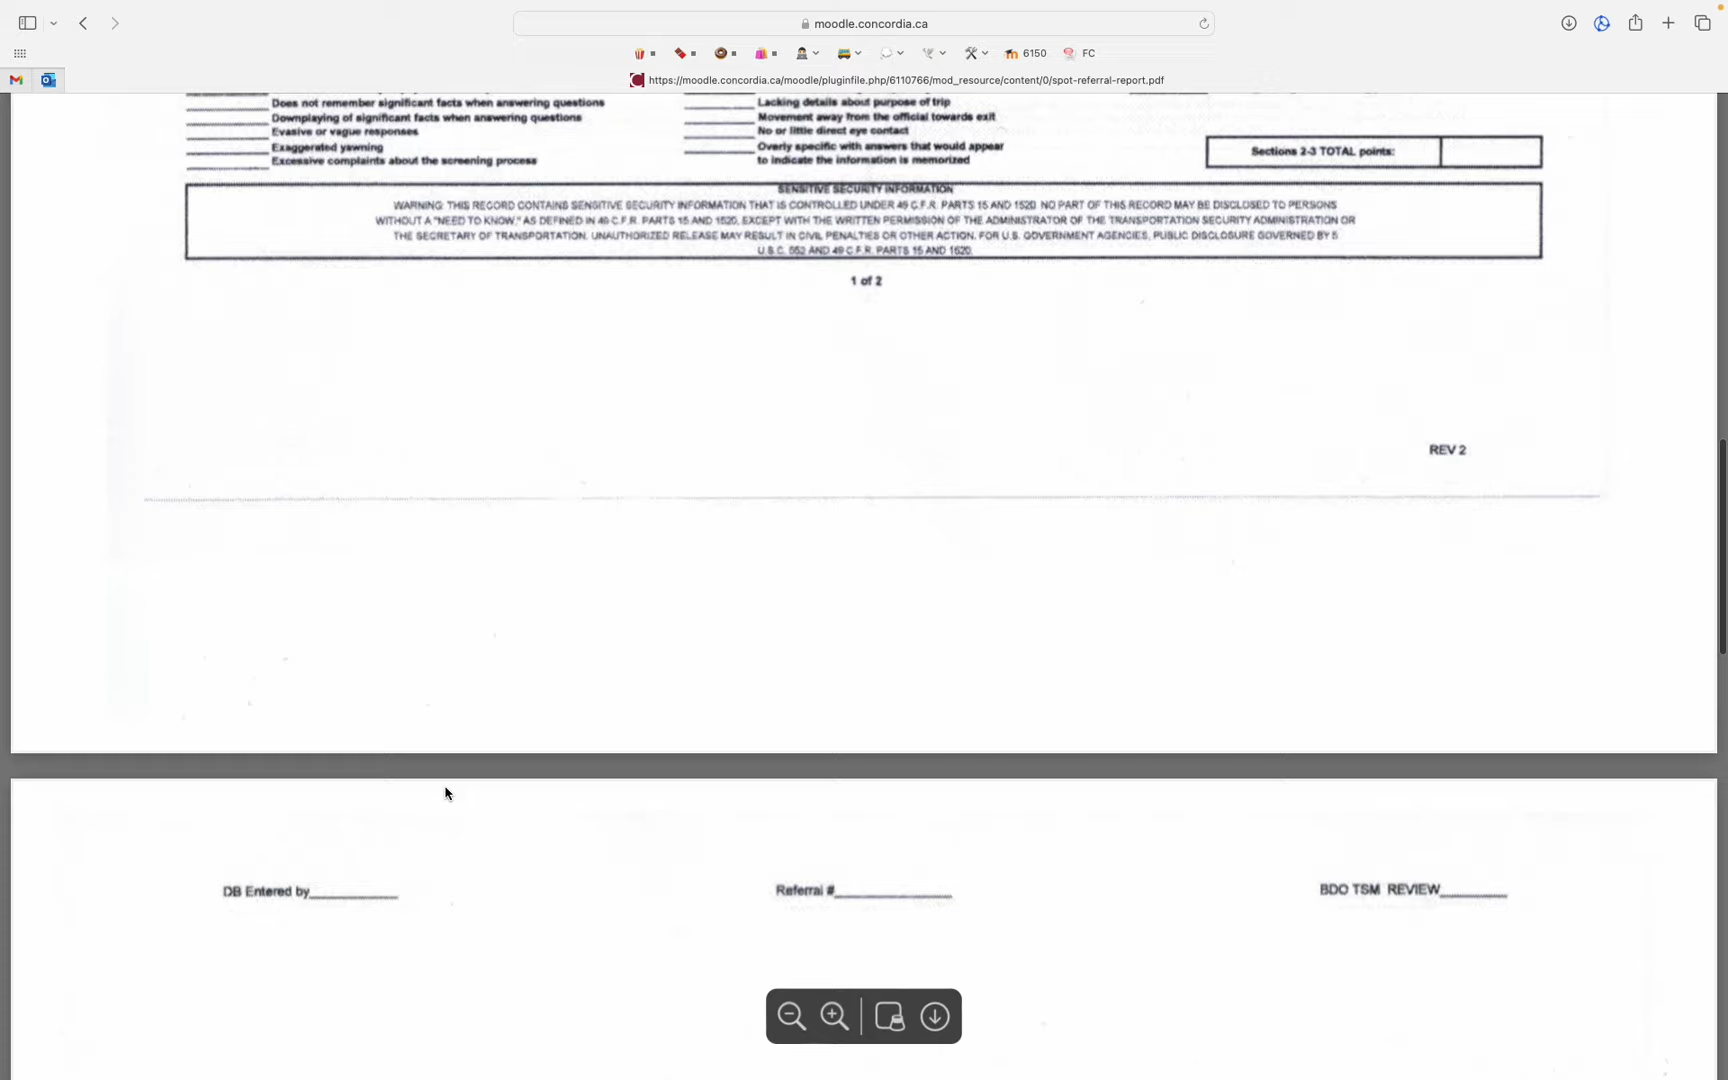 moodle.concordia.ca
6150
FC
https://moodle.concordia.ca/moodle/pluginfile.php/6110766/mod_resource/content/0/spot-referral-report.pdf
Does not remember significant facts when answering questions
Downplaying of significant facts when answering questions
Evasive or vague responses
Exaggerated yawning
Excessive complaints about the screening process
Lacking details about purpose of trip
Movement away from the official towards exit
No or little direct eye contact
Overly specific with answers that would appear
to indicate the information is memorized
Sections 2-3 TOTAL points:
SENSITIVE SECURITY INFORMATION
WARNING: THIS RECORD CONTAINS SENSITIVE SECURITY INFORMATION THAT IS CONTROLLED UNDER 49 C.F.R. PARTS 15 AND 1520. NO PART OF THIS RECORD MAY BE DISCLOSED TO PERSONS
WITHOUT A "NEED TO KNOW," AS DEFINED IN 49 C.F.R. PARTS 15 AND 1520, EXCEPT WITH THE WRITTEN PERMISSION OF THE ADMINISTRATOR OF THE TRANSPORTATION SECURITY ADMINISTRATION OR
THE SECRETARY OF TRANSPORTATION. UNAUTHORIZED RELEASE MAY RESULT IN CIVIL PENALTIES OR OTHER ACTION. FOR U.S. GOVERNMENT AGENCIES, PUBLIC DISCLOSURE GOVERNED BY 5
U.S.C. 552 AND 49 C.F.R. PARTS 15 AND 1520.
1 of 2
REV 2
DB Entered by__________
Referral #______________
BDO TSM REVIEW________